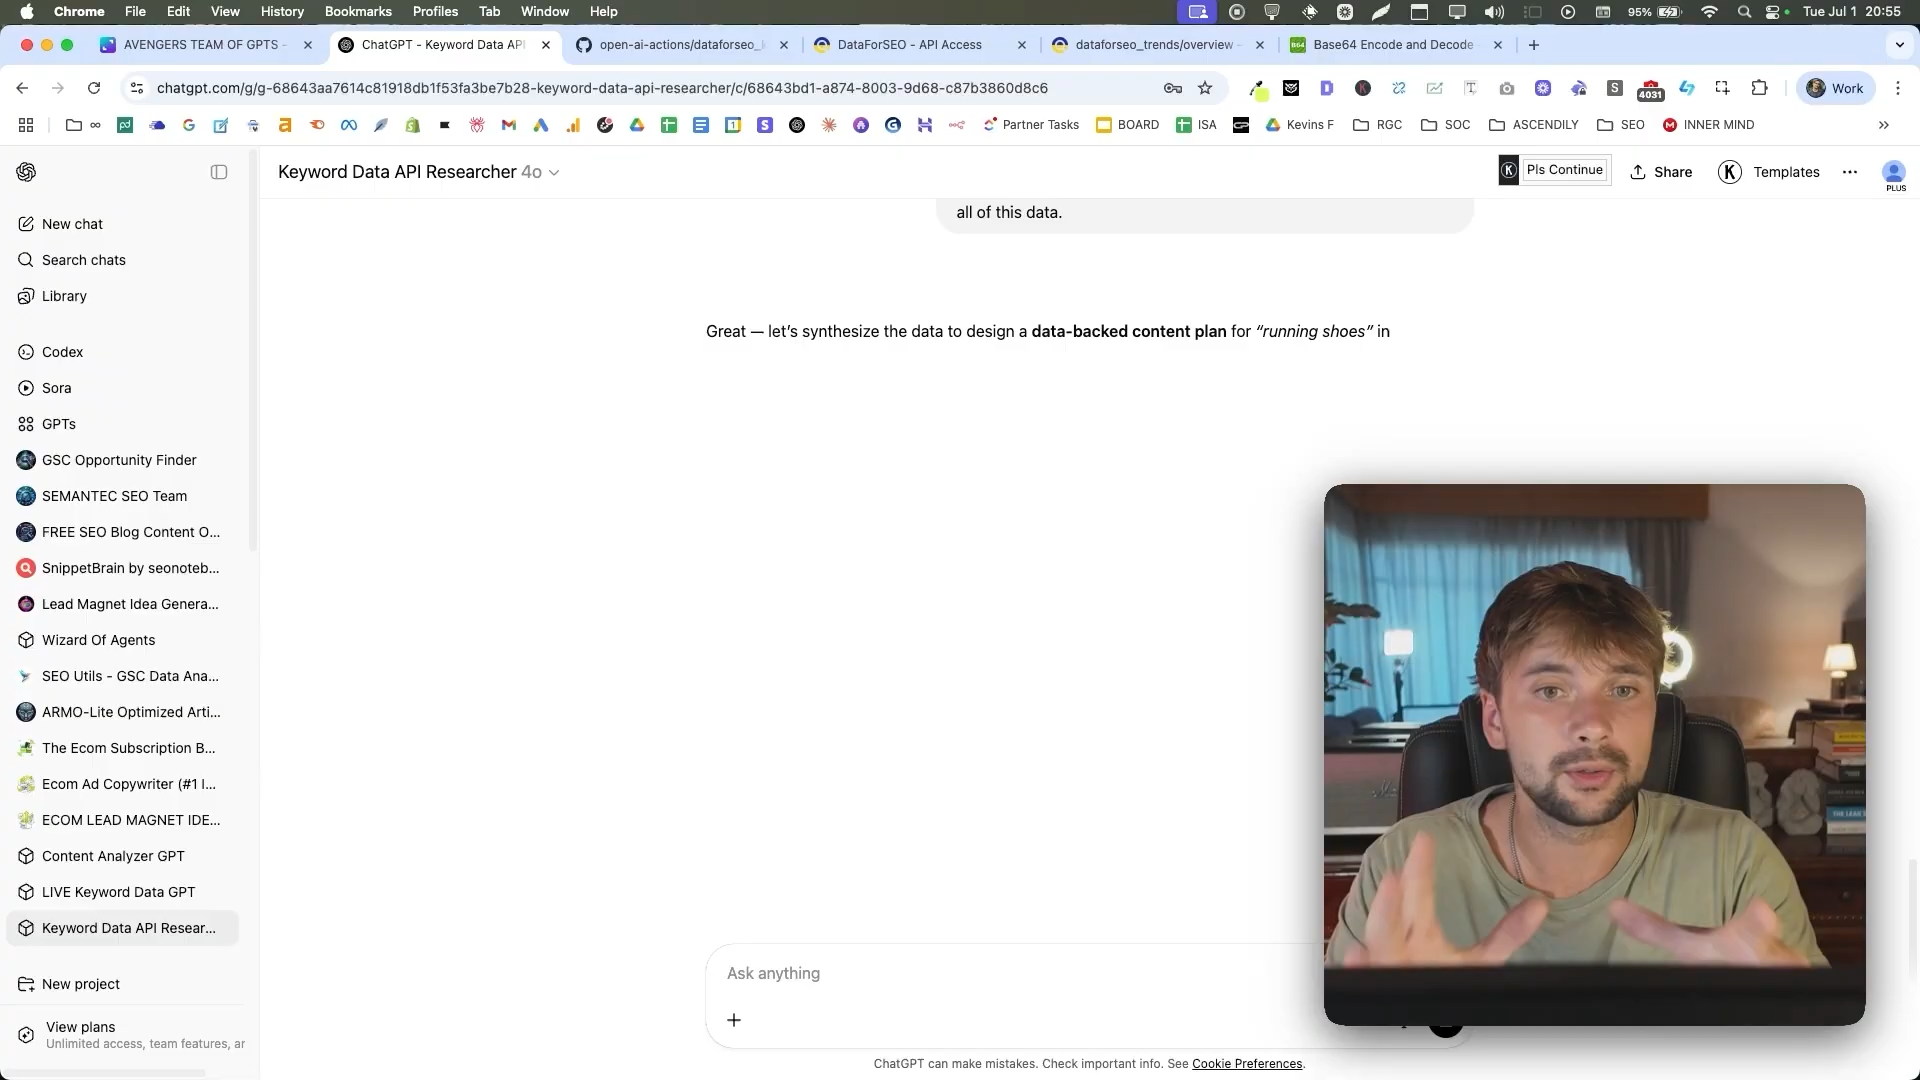 Chrome File Edit View History Bookmarks Profiles Tab Window Help 95% Tue Jul 1 20:55
AVENGERS TEAM OF GPTS - ChatGPT - Keyword Data API open-ai-actions/dataforseo_ DataForSEO - API Access dataforseo_trends/overview - Base64 Encode and Decode
chatgpt.com/g/g-68643aa7614c81918db1f53fa3be7b28-keyword-data-api-researcher/c/68643bd1-a874-8003-9d68-c87b3860d8c6 4031 Work
Partner Tasks BOARD ISA Kevins F RGC SOC ASCENDILY SEO INNER MIND
Keyword Data API Researcher 4o Pls Continue Share Templates
PLUS
New chat
Search chats
Library
Codex
Sora
GPTs
GSC Opportunity Finder
SEMANTEC SEO Team
FREE SEO Blog Content O...
SnippetBrain by seonoteb...
Lead Magnet Idea Genera...
Wizard Of Agents
SEO Utils - GSC Data Ana...
ARMO-Lite Optimized Arti...
The Ecom Subscription B...
Ecom Ad Copywriter (#1 I...
ECOM LEAD MAGNET IDE...
Content Analyzer GPT
LIVE Keyword Data GPT
Keyword Data API Resear...
New project
View plans
Unlimited access, team features, ar
all of this data.
Great — let's synthesize the data to design a data-backed content plan for “running shoes” in
Ask anything
ChatGPT can make mistakes. Check important info. See Cookie Preferences.